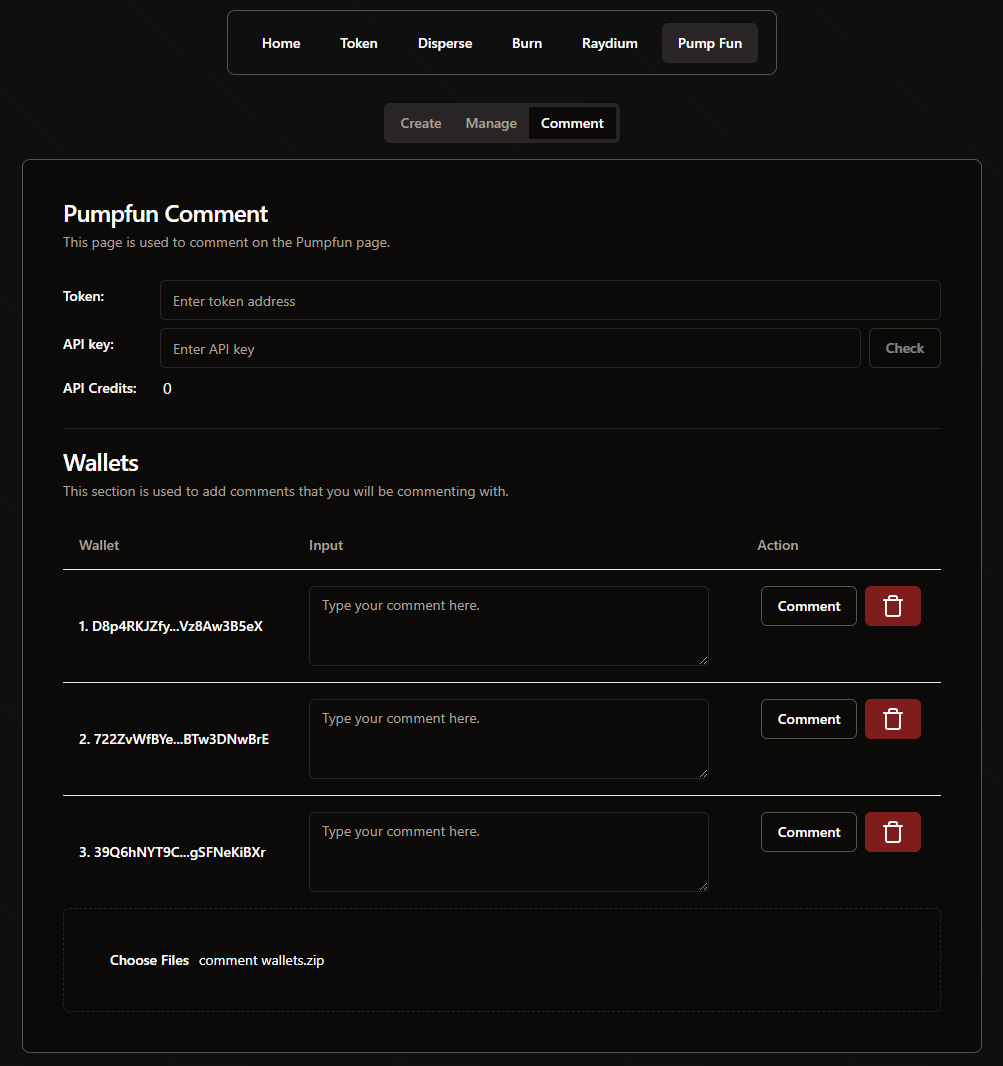 Home Token Disperse Burn Raydium Pump Fun
Create Manage Comment
Pumpfun Comment
This page is used to comment on the Pumpfun page.
Token: Enter token address
API key: Enter API key Check
API Credits: 0
Wallets
This section is used to add comments that you will be commenting with.
Wallet Input Action
1. D8p4RKJZfy...Vz8Aw3B5eX Type your comment here. Comment
2. 722ZvWfBYe...BTw3DNwBrE Type your comment here. Comment
3. 39Q6hNYT9C...gSFNeKiBXr Type your comment here. Comment
Choose Files comment wallets.zip